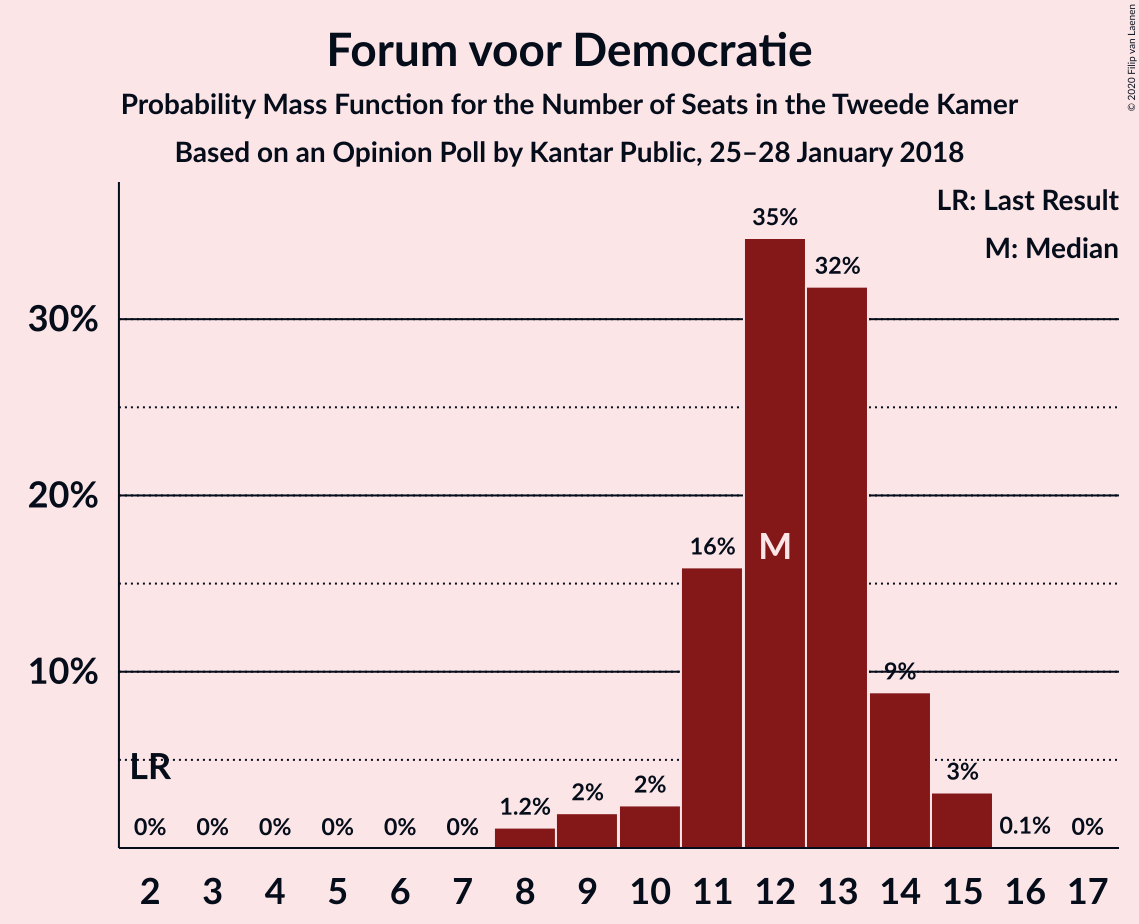 Forum voor Democratie
Probability Mass Function for the Number of Seats in the Tweede Kamer
Based on an Opinion Poll by Kantar Public, 25–28 January 2018
© 2020 Filip van Laenen
LR: Last Result
M: Median
35%
32%
30%
20%
16%
M
10%
9%
LR
3%
2%
2%
1.2%
0% 0% 0% 0% 0% 0% 0.1% 0%
2 3 4 5 6 7 8 9 10 11 12 13 14 15 16 17